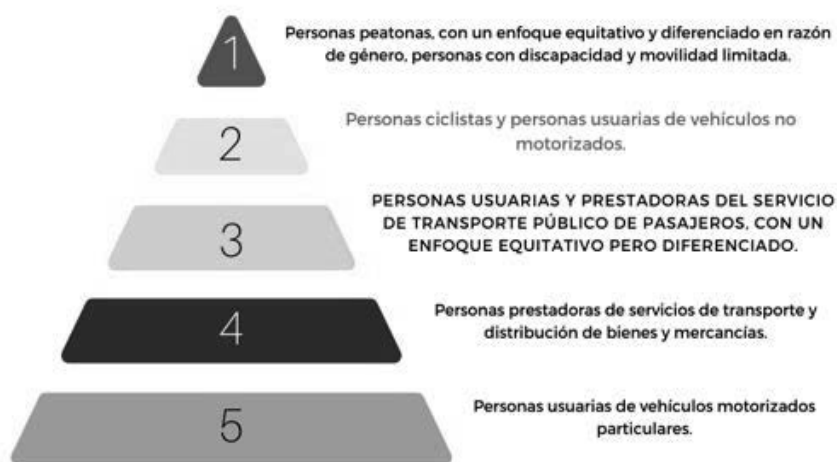 1
Personas peatonas, con un enfoque equitativo y diferenciado en razón
de género, personas con discapacidad y movilidad limitada.
2
Personas ciclistas y personas usuarias de vehículos no
motorizados.
3
PERSONAS USUARIAS Y PRESTADORAS DEL SERVICIO
DE TRANSPORTE PÚBLICO DE PASAJEROS, CON UN
ENFOQUE EQUITATIVO PERO DIFERENCIADO.
4
Personas prestadoras de servicios de transporte y
distribución de bienes y mercancías.
5
Personas usuarias de vehículos motorizados
particulares.